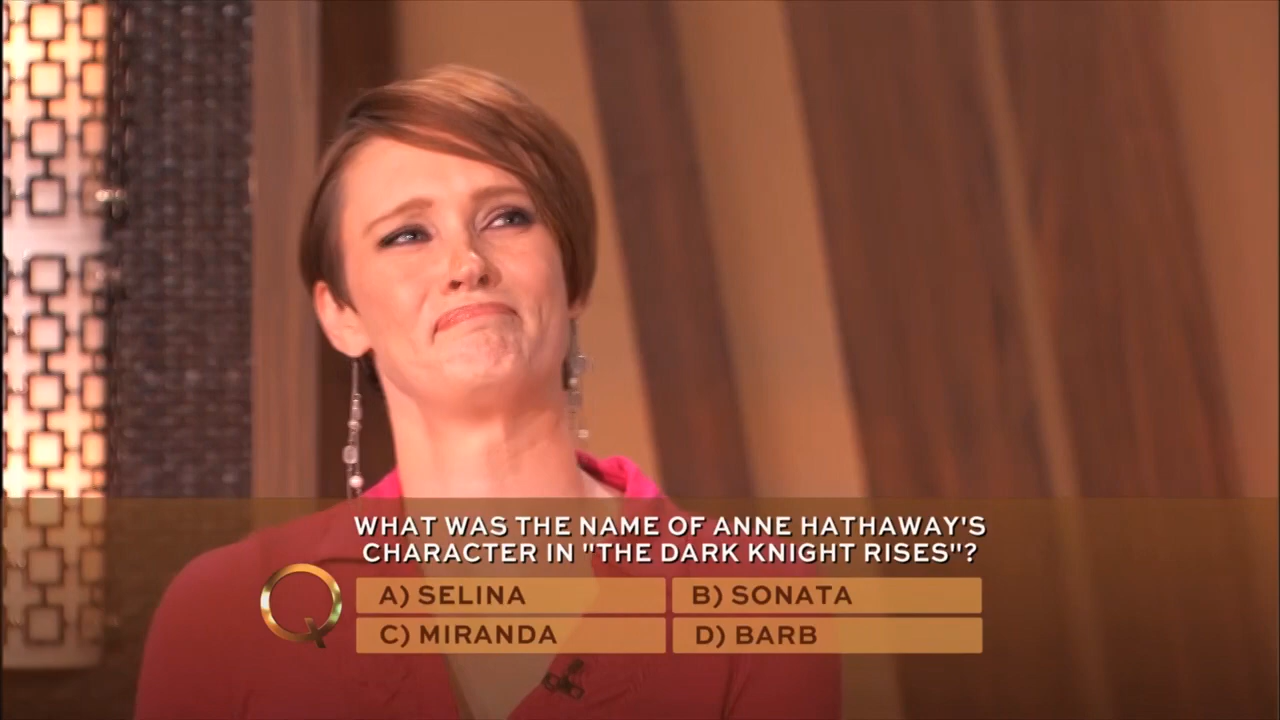 WHAT WAS THE NAME OF ANNE HATHAWAY'S
CHARACTER IN "THE DARK KNIGHT RISES"?
Q
A) SELINA
B) SONATA
C) MIRANDA
D) BARB